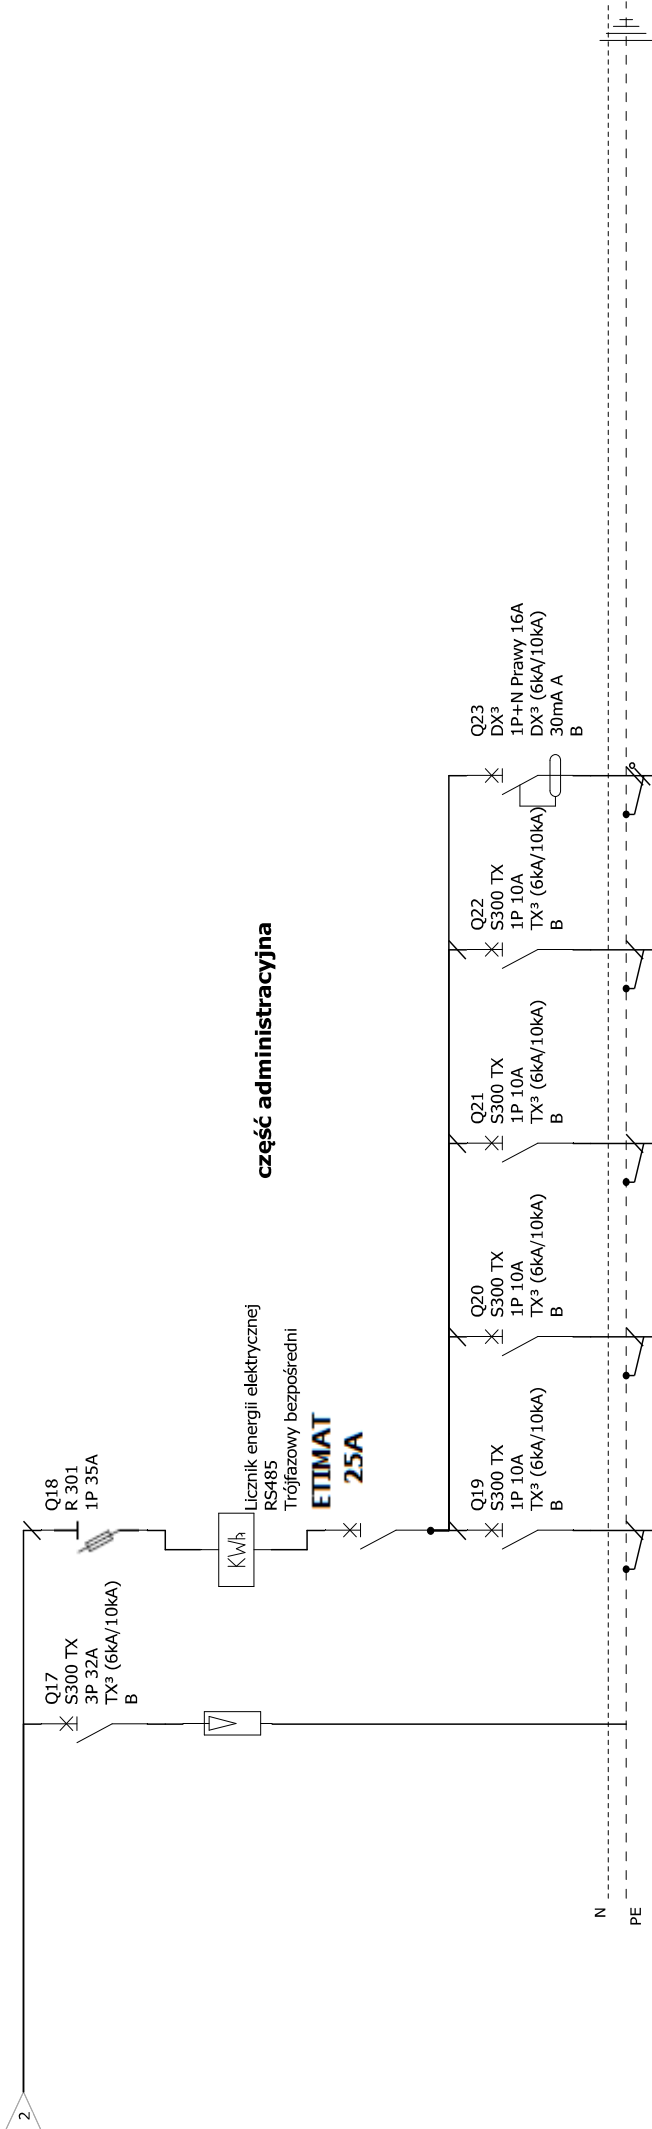 2
N
PE
Q17
S300 TX
3P 32A
TX³ (6kA/10kA)
B
Q18
R 301
1P 35A
KWh
Licznik energii elektrycznej
RS485
Trójfazowy bezpośredni
ETIMAT
25A
część administracyjna
Q19
S300 TX
1P 10A
TX³ (6kA/10kA)
B
Q20
S300 TX
1P 10A
TX³ (6kA/10kA)
B
Q21
S300 TX
1P 10A
TX³ (6kA/10kA)
B
Q22
S300 TX
1P 10A
TX³ (6kA/10kA)
B
Q23
DX³
1P+N Prawy 16A
DX³ (6kA/10kA)
30mA A
B